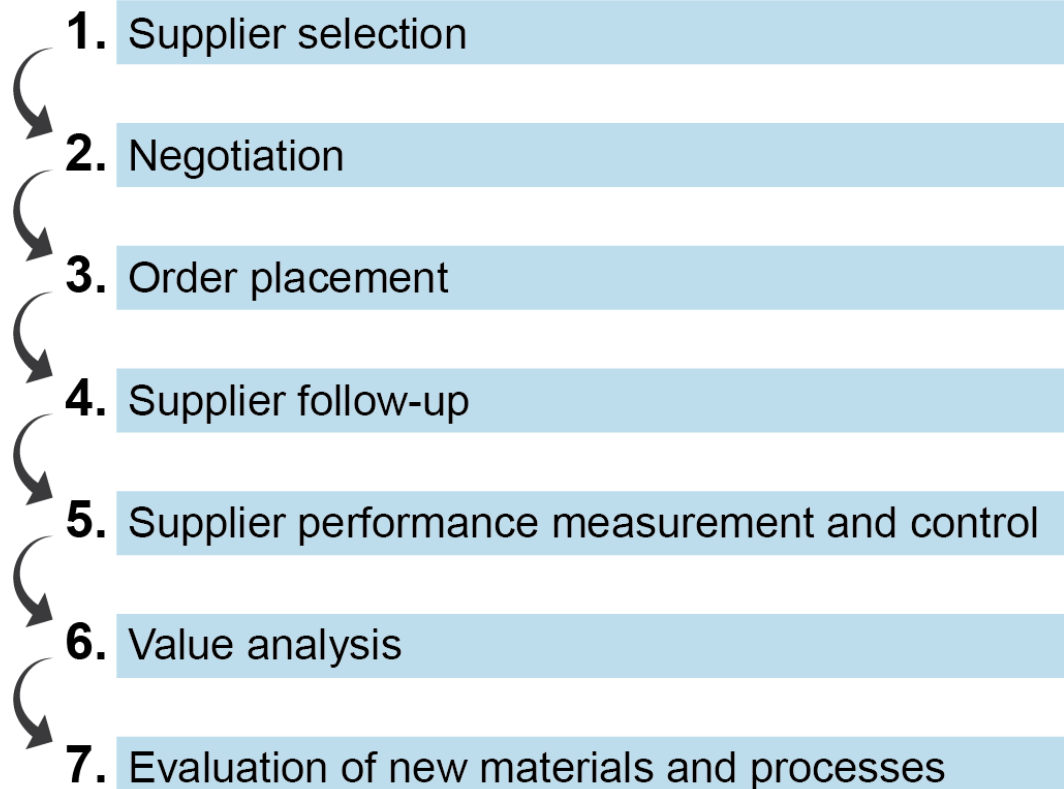 1. Supplier selection
2. Negotiation
3. Order placement
4. Supplier follow-up
5. Supplier performance measurement and control
6. Value analysis
7. Evaluation of new materials and processes